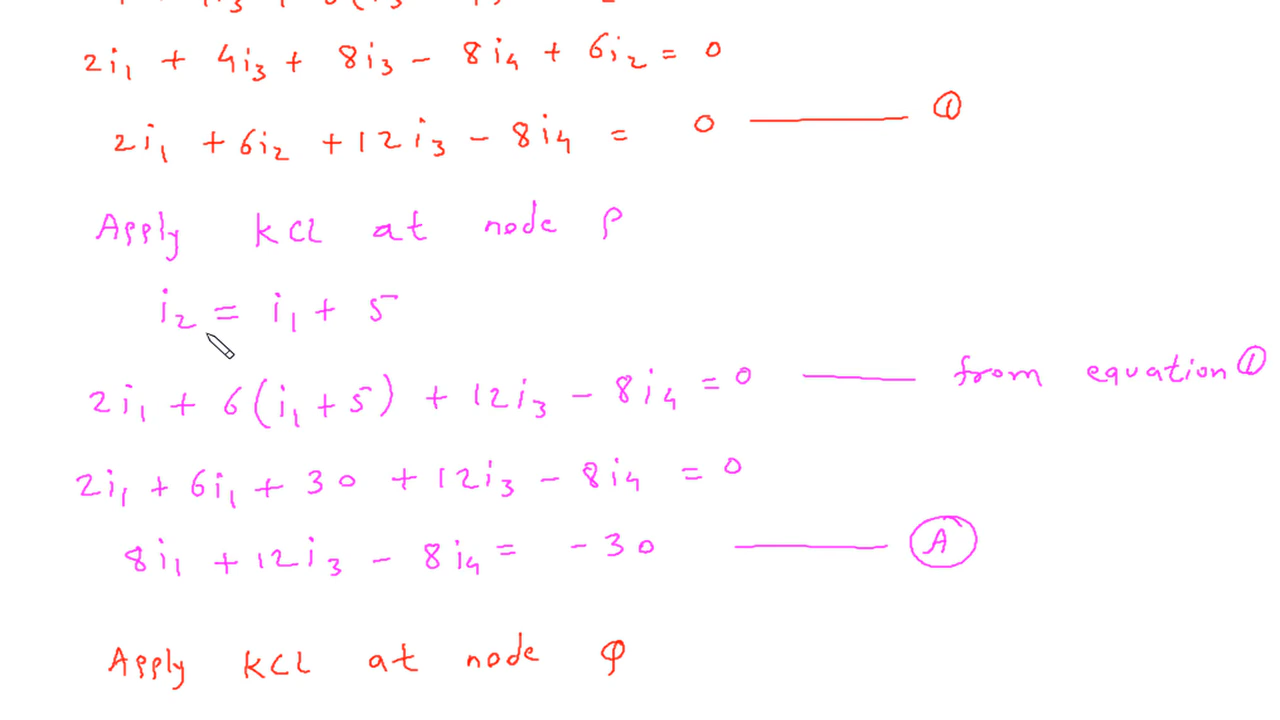 2i₁ + 4i₃ + 8i₃ - 8i₄ + 6i₂ = 0
2i₁ + 6i₂ + 12i₃ - 8i₄ = 0 ——— ①
Apply KCL at node P
i₂ = i₁ + 5
2i₁ + 6(i₁ + 5) + 12i₃ - 8i₄ = 0 ——— from equation ①
2i₁ + 6i₁ + 30 + 12i₃ - 8i₄ = 0
8i₁ + 12i₃ - 8i₄ = -30 ——— Ⓐ
Apply KCL at node Q